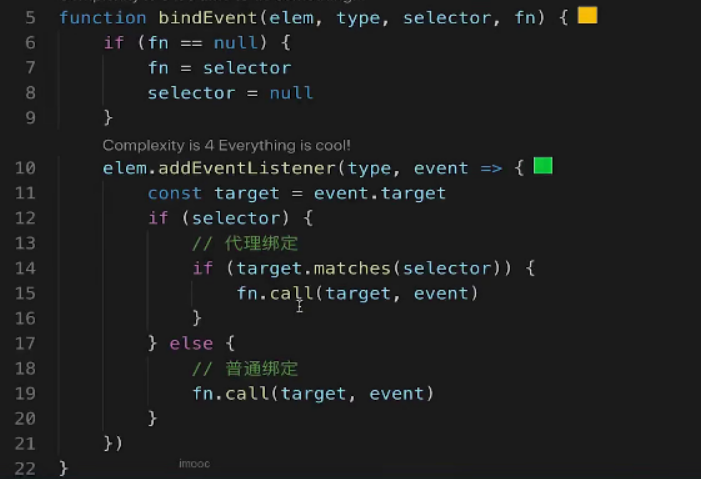 5 function bindEvent(elem, type, selector, fn) {
6 if (fn == null) {
7 fn = selector
8 selector = null
9 }
Complexity is 4 Everything is cool!
10 elem.addEventListener(type, event => {
11 const target = event.target
12 if (selector) {
13 // 代理绑定
14 if (target.matches(selector)) {
15 fn.call(target, event)
16 }
17 } else {
18 // 普通绑定
19 fn.call(target, event)
20 }
21 })
imooc
22 }